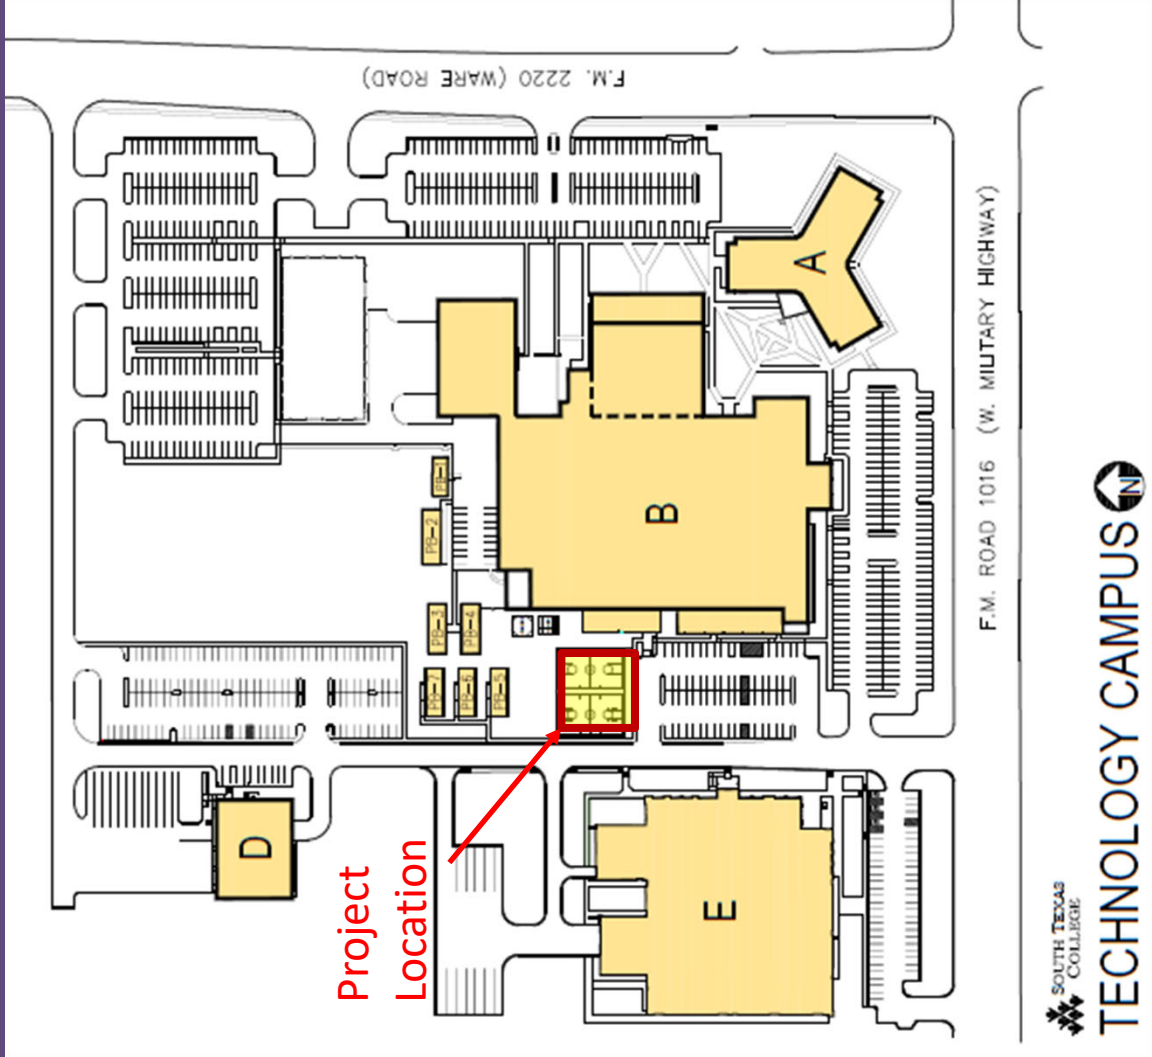 F.M. 2220 (WARE ROAD)
A
F.M. ROAD 1016 (W. MILITARY HIGHWAY)
B
PB-1
PB-2
PB-3
PB-4
PB-7
PB-6
PB-5
D
E
Project
Location
SOUTH TEXAS
COLLEGE
TECHNOLOGY CAMPUS
N